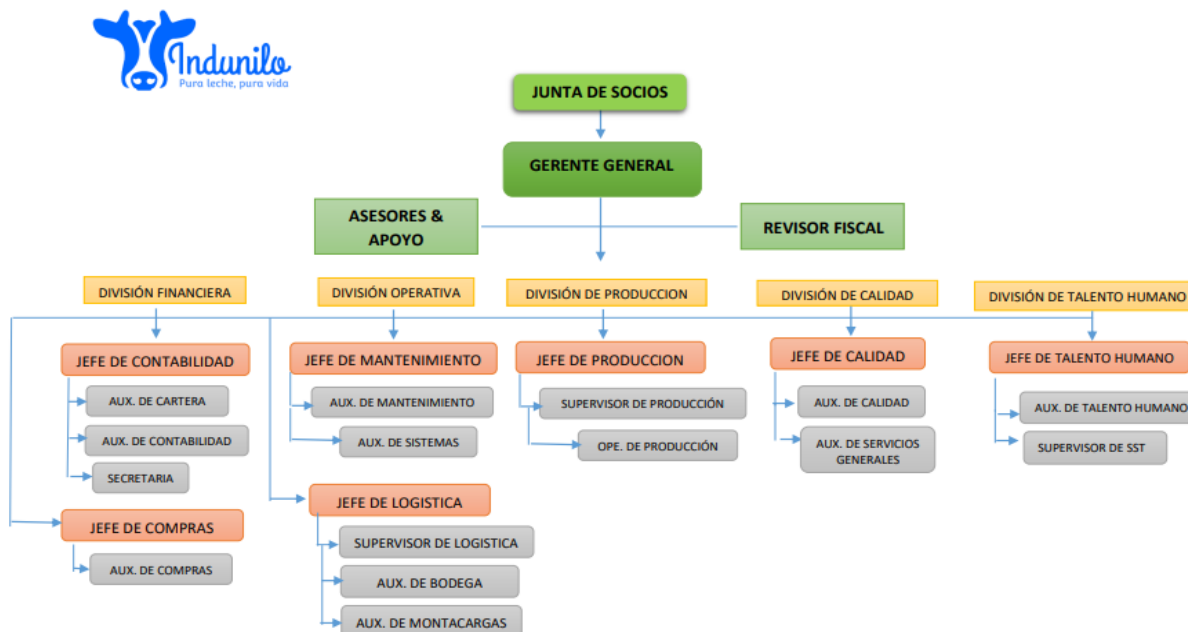 Indunilo
Pura leche, pura vida
JUNTA DE SOCIOS
GERENTE GENERAL
ASESORES &
APOYO
REVISOR FISCAL
DIVISIÓN FINANCIERA
DIVISIÓN OPERATIVA
DIVISIÓN DE PRODUCCION
DIVISIÓN DE CALIDAD
DIVISIÓN DE TALENTO HUMANO
JEFE DE CONTABILIDAD
AUX. DE CARTERA
AUX. DE CONTABILIDAD
SECRETARIA
JEFE DE COMPRAS
AUX. DE COMPRAS
JEFE DE MANTENIMIENTO
AUX. DE MANTENIMIENTO
AUX. DE SISTEMAS
JEFE DE LOGISTICA
SUPERVISOR DE LOGISTICA
AUX. DE BODEGA
AUX. DE MONTACARGAS
JEFE DE PRODUCCION
SUPERVISOR DE PRODUCCIÓN
OPE. DE PRODUCCIÓN
JEFE DE CALIDAD
AUX. DE CALIDAD
AUX. DE SERVICIOS
GENERALES
JEFE DE TALENTO HUMANO
AUX. DE TALENTO HUMANO
SUPERVISOR DE SST